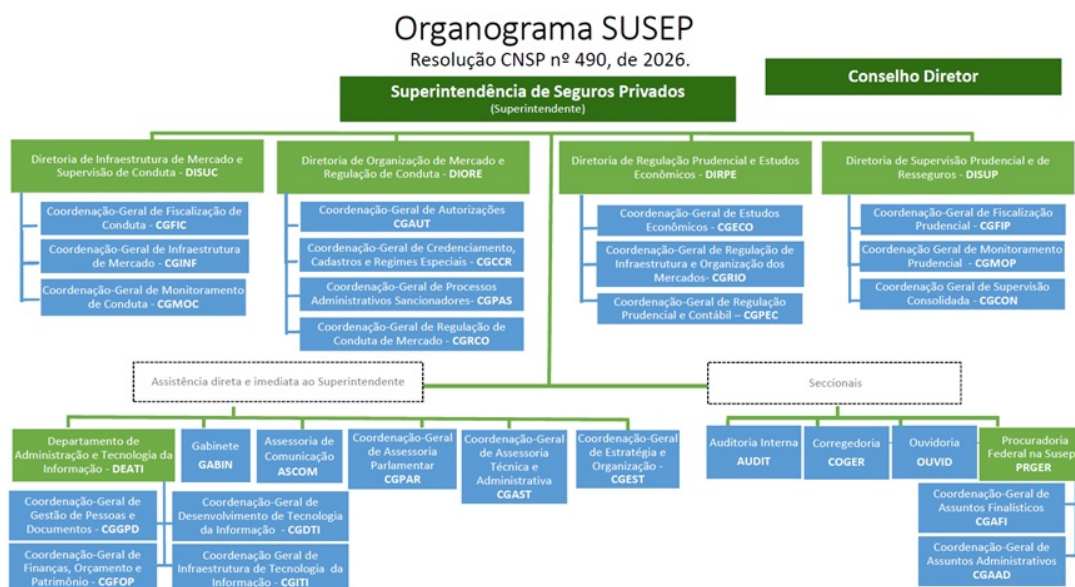 Organograma SUSEP
Resolução CNSP nº 490, de 2026.
Superintendência de Seguros Privados
(Superintendente)
Conselho Diretor
Diretoria de Infraestrutura de Mercado e
Supervisão de Conduta - DISUC
Coordenação-Geral de Fiscalização de
Conduta - CGFIC
Coordenação-Geral de Infraestrutura
de Mercado - CGINF
Coordenação-Geral de Monitoramento
de Conduta - CGMOC
Diretoria de Organização de Mercado e
Regulação de Conduta - DIORE
Coordenação-Geral de Autorizações
CGAUT
Coordenação-Geral de Credenciamento,
Cadastros e Regimes Especiais - CGCCR
Coordenação-Geral de Processos
Administrativos Sancionadores- CGPAS
Coordenação-Geral de Regulação de
Conduta de Mercado - CGRCO
Diretoria de Regulação Prudencial e Estudos
Econômicos - DIRPE
Coordenação-Geral de Estudos
Econômicos - CGECO
Coordenação-Geral de Regulação de
Infraestrutura e Organização dos
Mercados- CGRIO
Coordenação-Geral de Regulação
Prudencial e Contábil – CGPEC
Diretoria de Supervisão Prudencial e de
Resseguros - DISUP
Coordenação-Geral de Fiscalização
Prudencial - CGFIP
Coordenação Geral de Monitoramento
Prudencial - CGMOP
Coordenação Geral de Supervisão
Consolidada - CGCON
Assistência direta e imediata ao Superintendente
Seccionais
Departamento de
Administração e Tecnologia da
Informação - DEATI
Gabinete
GABIN
Assessoria de
Comunicação
ASCOM
Coordenação-Geral
de Assessoria
Parlamentar
CGPAR
Coordenação-Geral
de Assessoria
Técnica e
Administrativa
CGAST
Coordenação-Geral
de Estratégia e
Organização -
CGEST
Auditoria Interna
AUDIT
Corregedoria
COGER
Ouvidoria
OUVID
Procuradoria
Federal na Susep
PRGER
Coordenação-Geral de
Gestão de Pessoas e
Documentos - CGGPD
Coordenação-Geral de
Finanças, Orçamento e
Patrimônio - CGFOP
Coordenação Geral de
Desenvolvimento de Tecnologia
da Informação - CGDTI
Coordenação Geral de
Infraestrutura de Tecnologia da
Informação - CGITI
Coordenação-Geral de
Assuntos Finalísticos
CGAFI
Coordenação-Geral de
Assuntos Administrativos
CGAAD